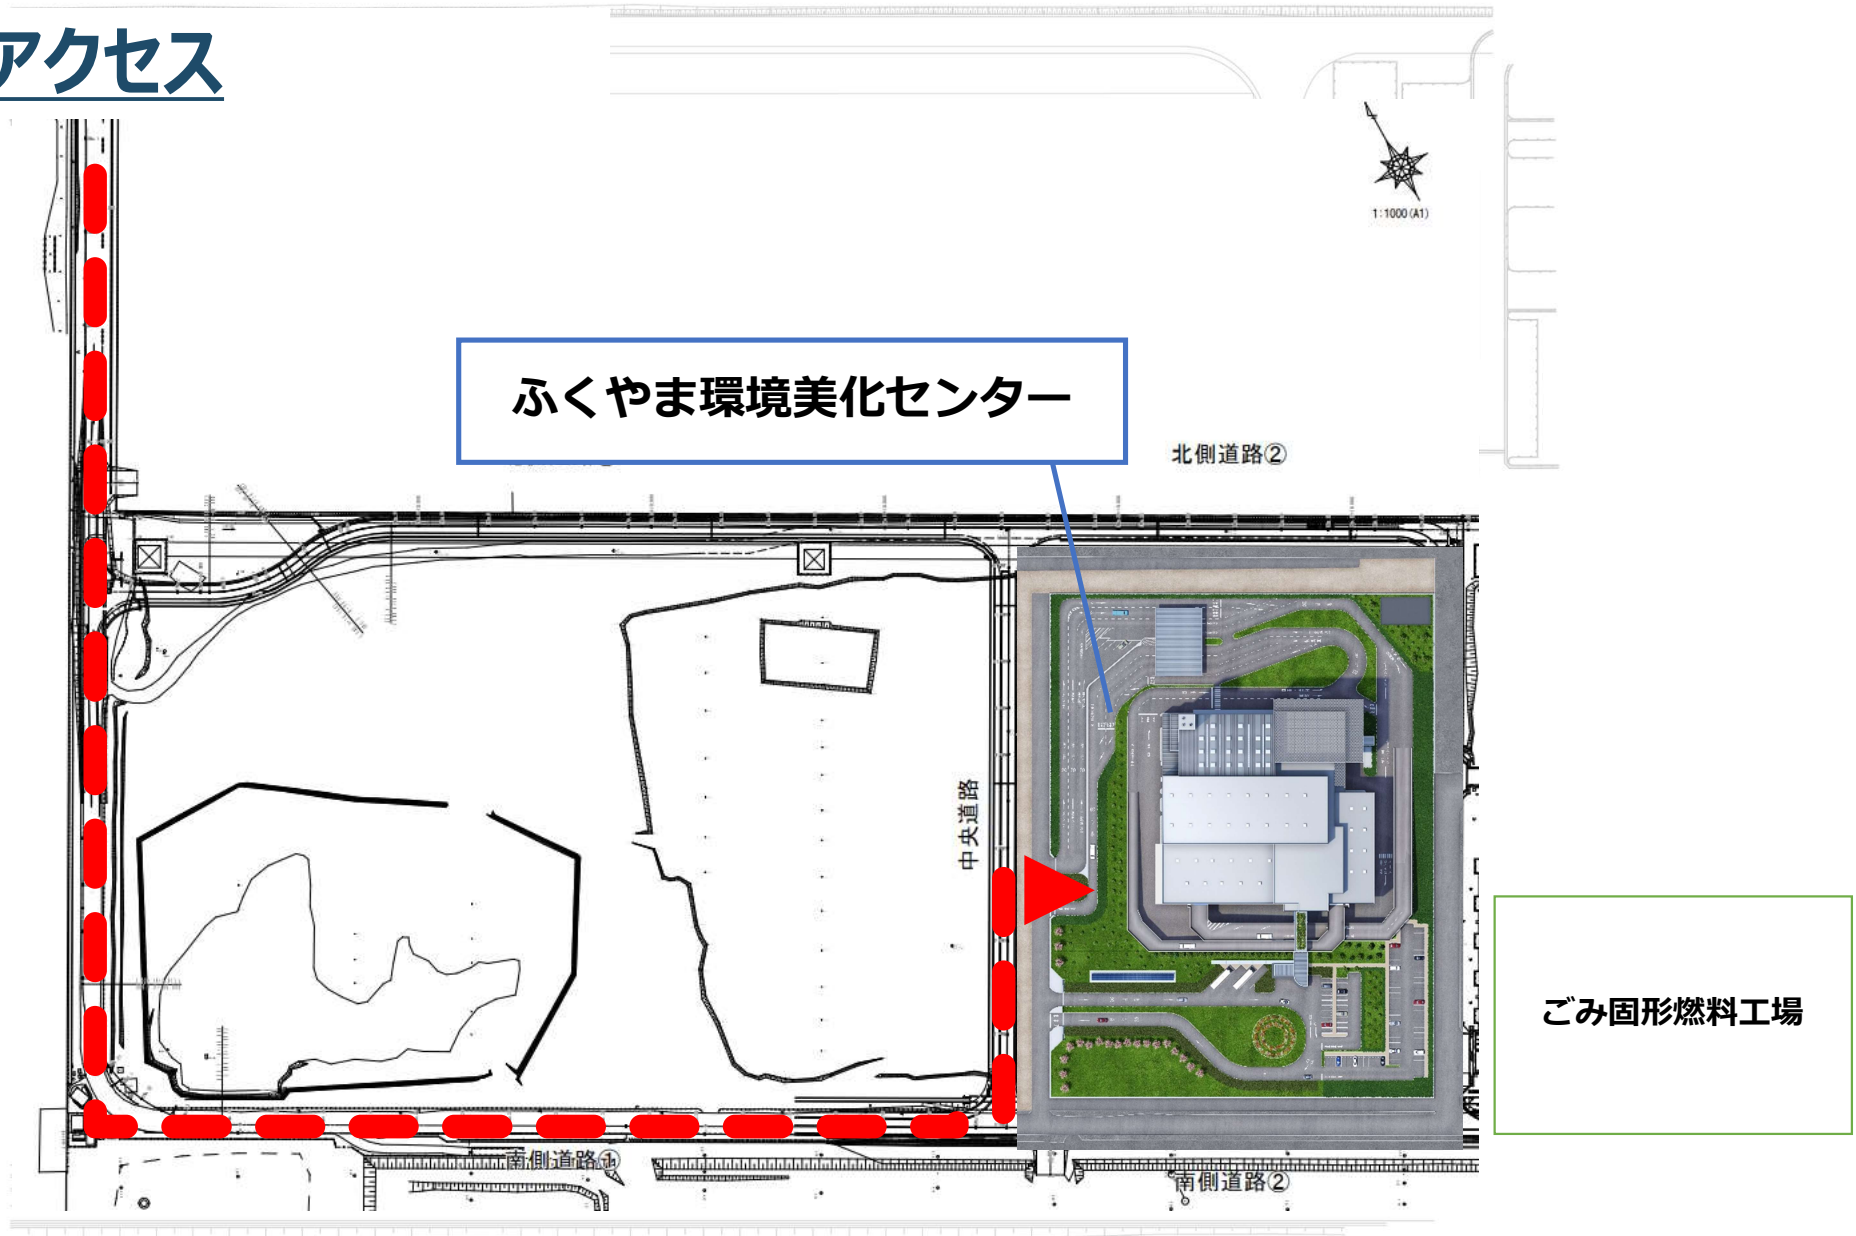 アクセス
1:1000(A1)
ふくやま環境美化センター
北側道路②
中央道路
ごみ固形燃料工場
南側道路①
南側道路②